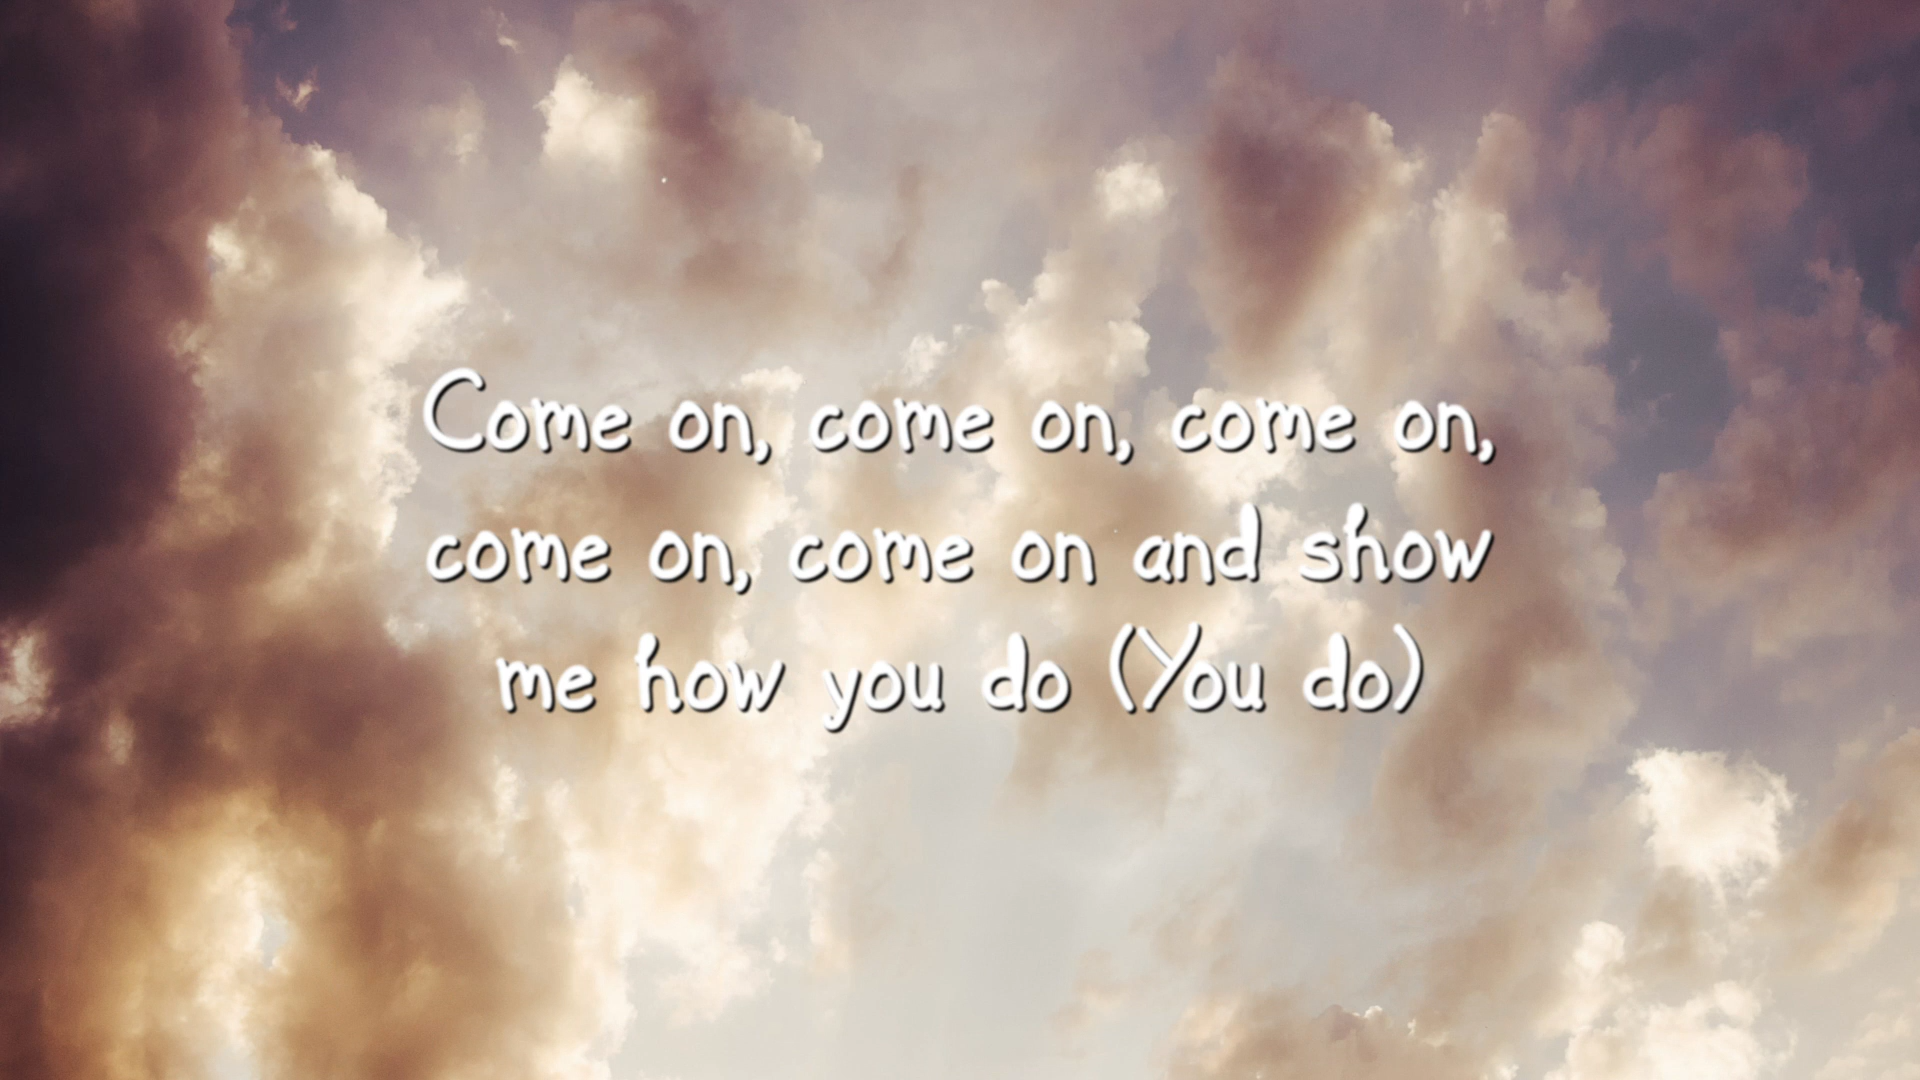 Come on, come on, come on,
come on, come on and show
me how you do (You do)